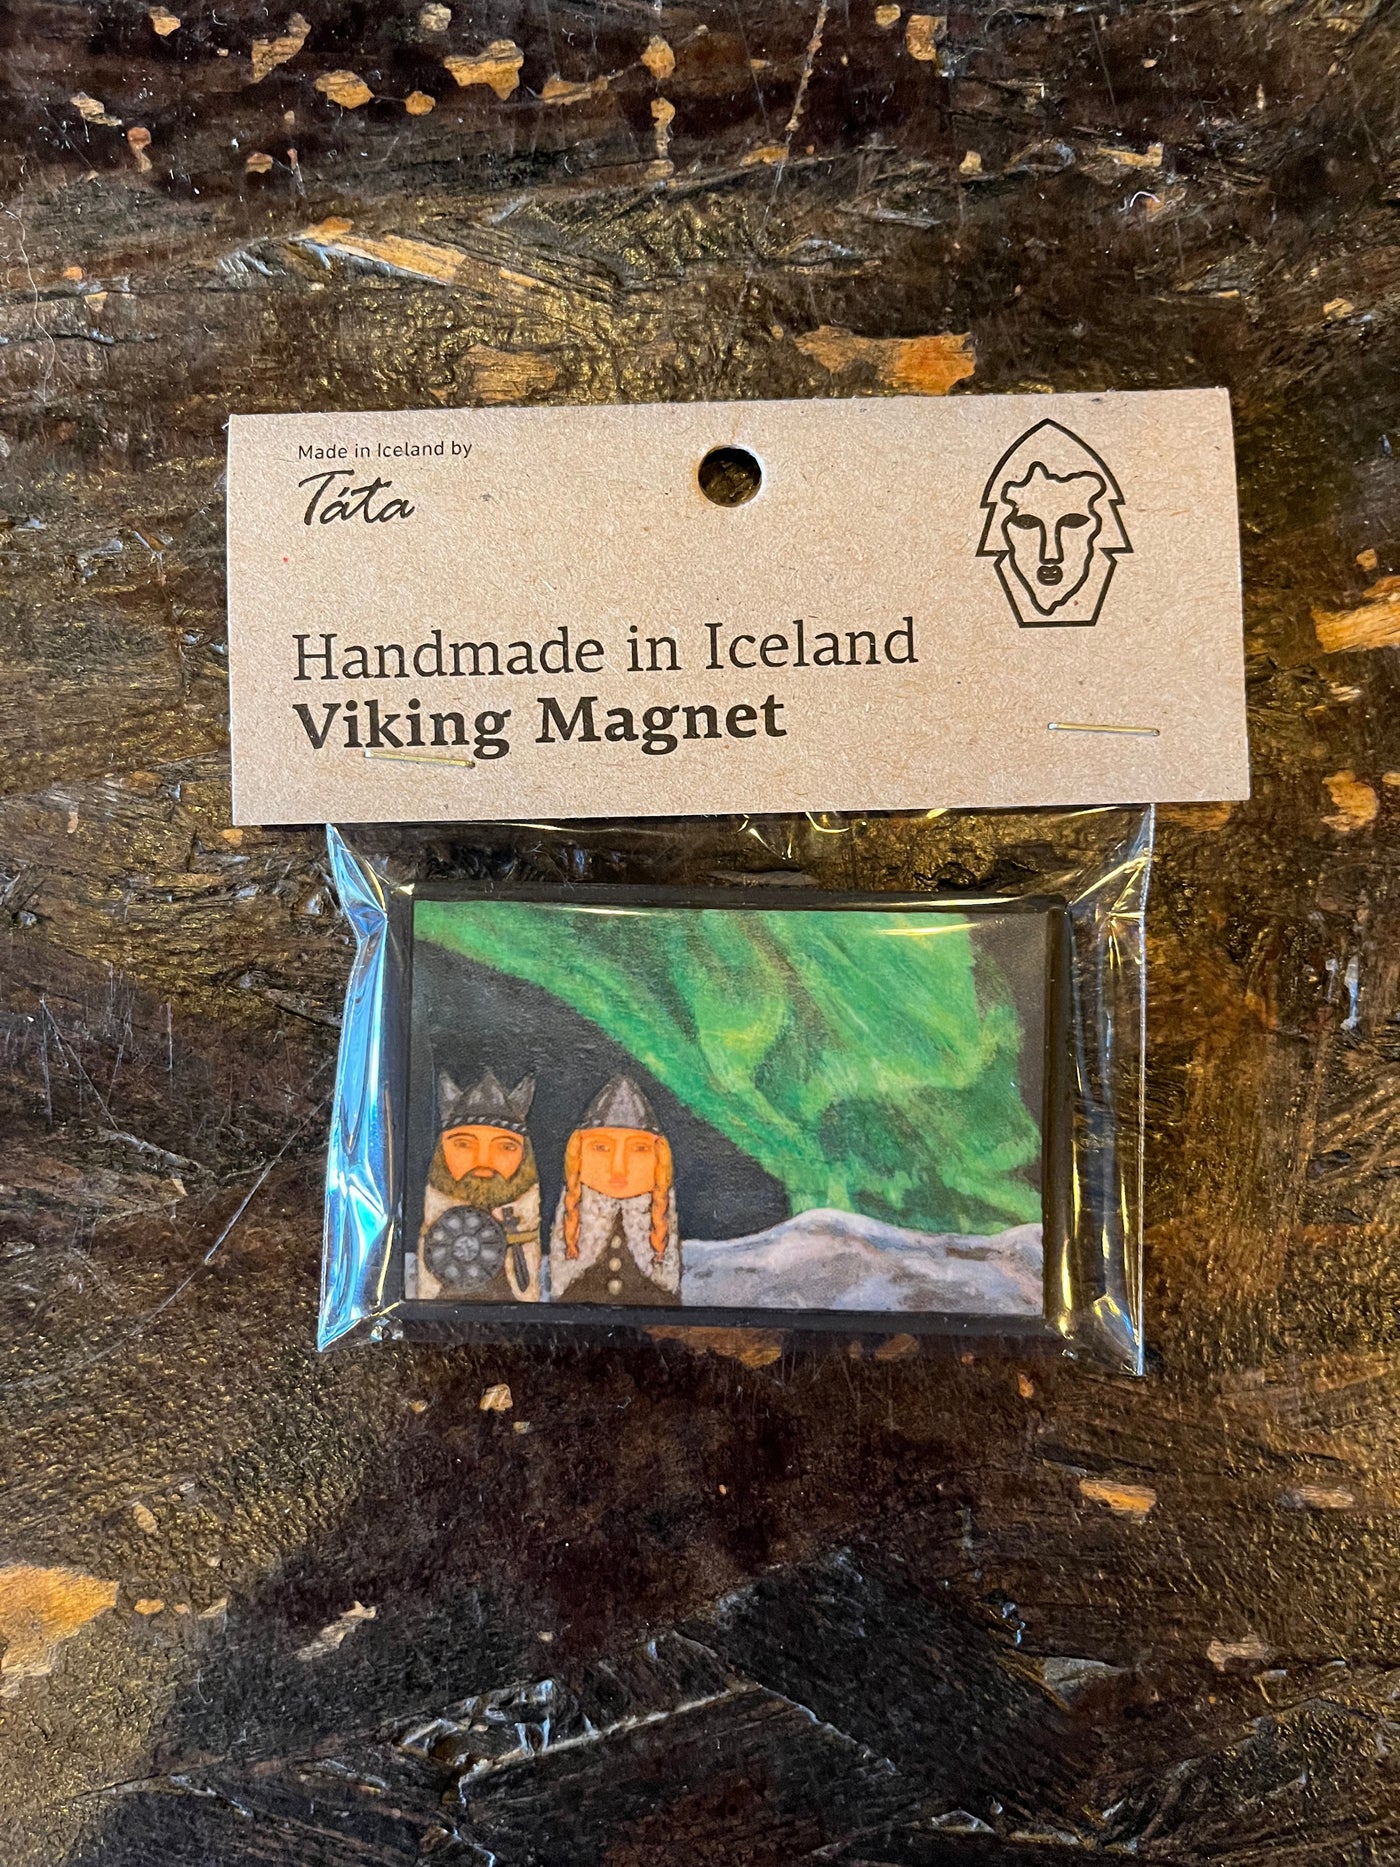 Made in Iceland by
Táta
Handmade in Iceland
Viking Magnet